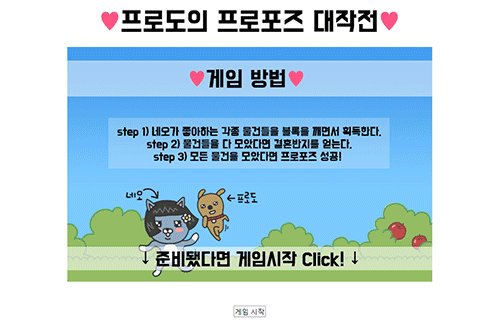 ♥프로도의 프로포즈 대작전♥
♥게임 방법♥
step 1) 네오가 좋아하는 각종 물건들을 블록을 깨면서 획득한다.
step 2) 물건들을 다 모았다면 결혼반지를 얻는다.
step 3) 모든 물건을 모았다면 프로포즈 성공!
네오
←프로도
↓ 준비됐다면 게임시작 Click! ↓
게임 시작